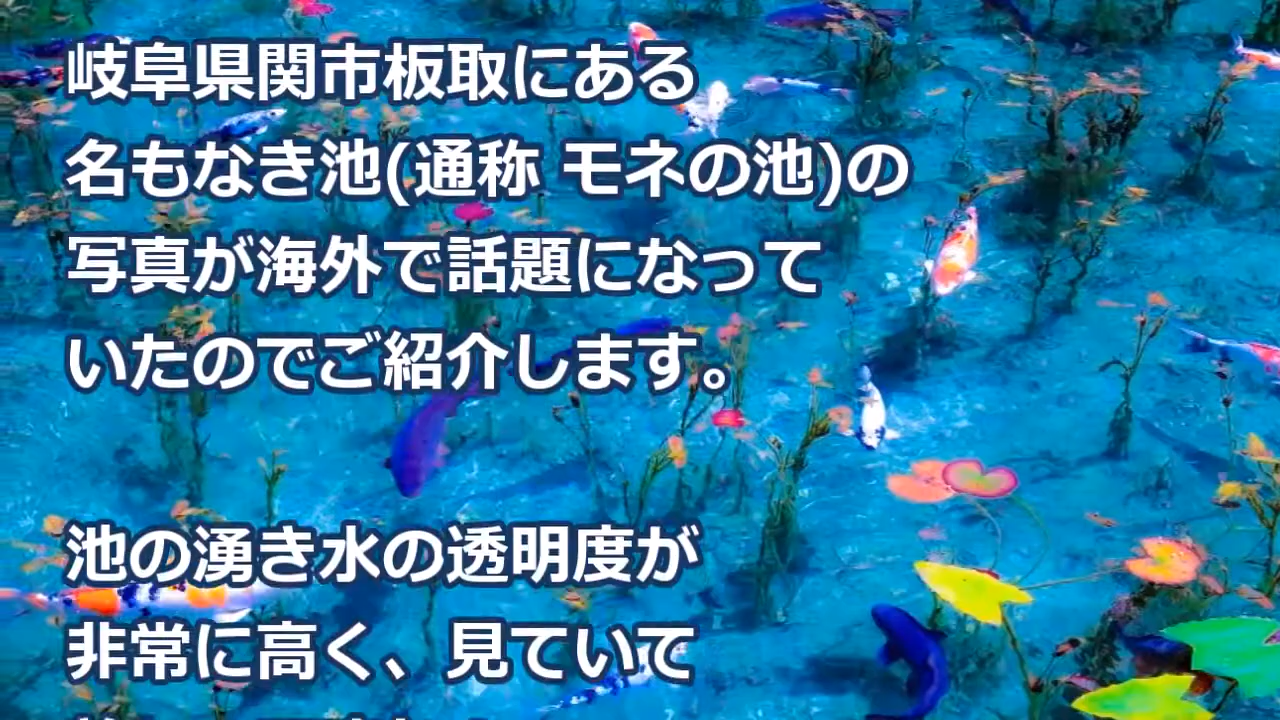 岐阜県関市板取にある
名もなき池(通称 モネの池)の
写真が海外で話題になって
いたのでご紹介します。
池の湧き水の透明度が
非常に高く、見ていて